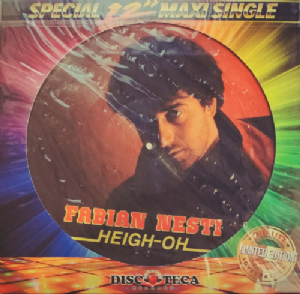 SPECIAL 12" MAXI SINGLE
FABIAN NESTI
HEIGH-OH
LIMITED EDITION
DISCOTECA